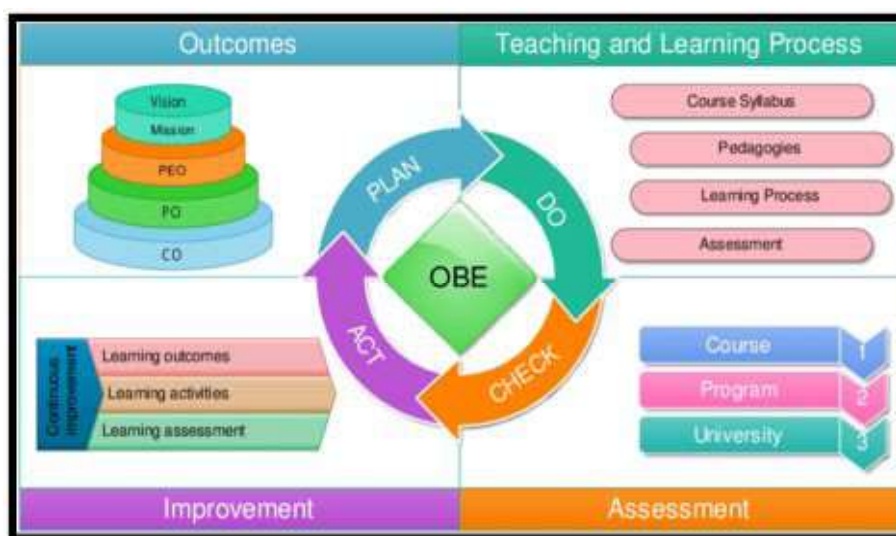 Outcomes
Teaching and Learning Process
Vision
Mission
PEO
PO
CO
Course Syllabus
Pedagogies
Learning Process
Assessment
PLAN
DO
CHECK
ACT
OBE
Continuous
improvement
Learning outcomes
Learning activities
Learning assessment
Course 1
Program 2
University 3
Improvement
Assessment